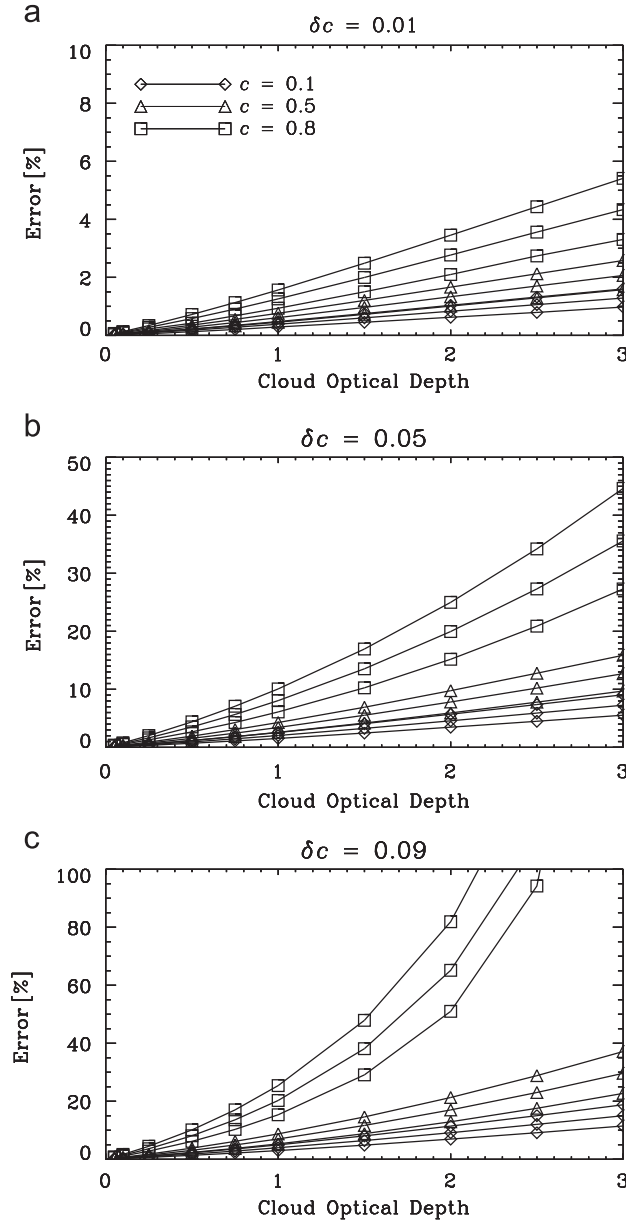 a
δc = 0.01
10
8
6
4
2
0
Error [%]
c = 0.1
c = 0.5
c = 0.8
0 1 2 3
Cloud Optical Depth
b
δc = 0.05
50
40
30
20
10
0
Error [%]
0 1 2 3
Cloud Optical Depth
c
δc = 0.09
100
80
60
40
20
0
Error [%]
0 1 2 3
Cloud Optical Depth